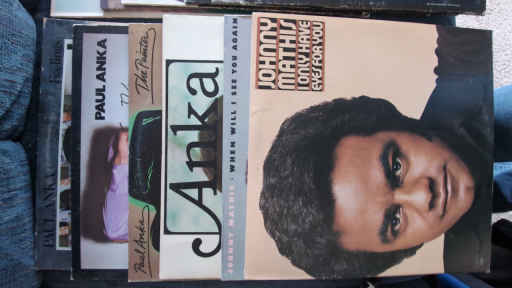 JOHNNY
MATHIS
I ONLY HAVE
EYES FOR YOU
JOHNNY MATHIS • WHEN WILL I SEE YOU AGAIN
Anka
The Painter
Paul Anka
PAUL ANKA